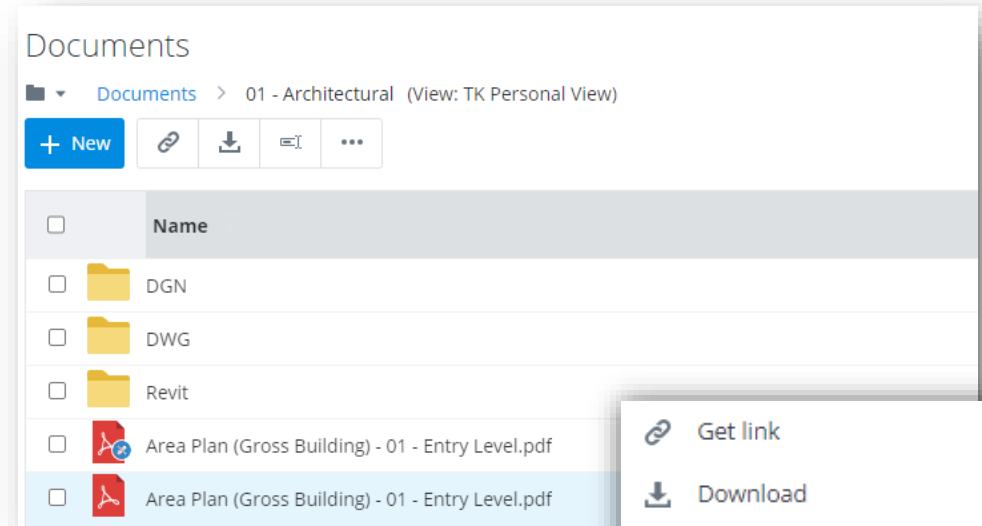 Documents
Documents > 01 - Architectural (View: TK Personal View)
+ New
Name
DGN
DWG
Revit
Area Plan (Gross Building) - 01 - Entry Level.pdf
Get link
Area Plan (Gross Building) - 01 - Entry Level.pdf
Download